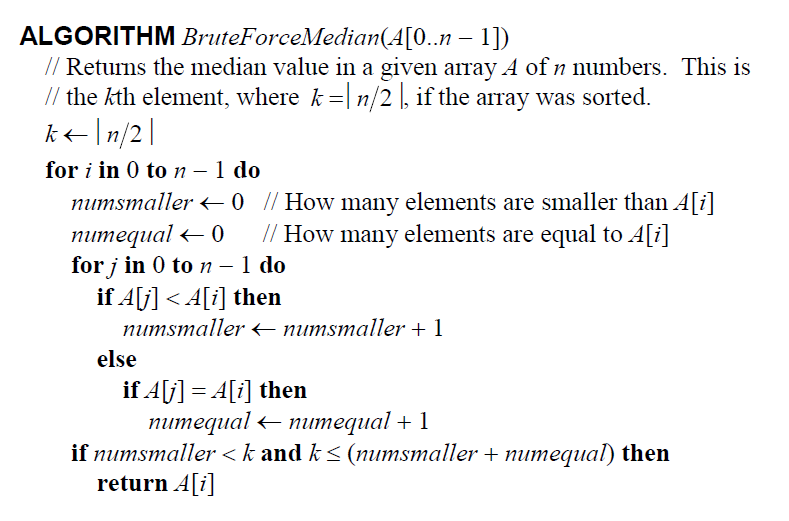 ALGORITHM BruteForceMedian(A[0..n – 1])
// Returns the median value in a given array A of n numbers. This is
// the kth element, where k =| n/2 |, if the array was sorted.
k ← | n/2 |
for i in 0 to n – 1 do
numsmaller ← 0 // How many elements are smaller than A[i]
numequal ← 0 // How many elements are equal to A[i]
for j in 0 to n – 1 do
if A[j] < A[i] then
numsmaller ← numsmaller + 1
else
if A[j] = A[i] then
numequal ← numequal + 1
if numsmaller < k and k ≤ (numsmaller + numequal) then
return A[i]